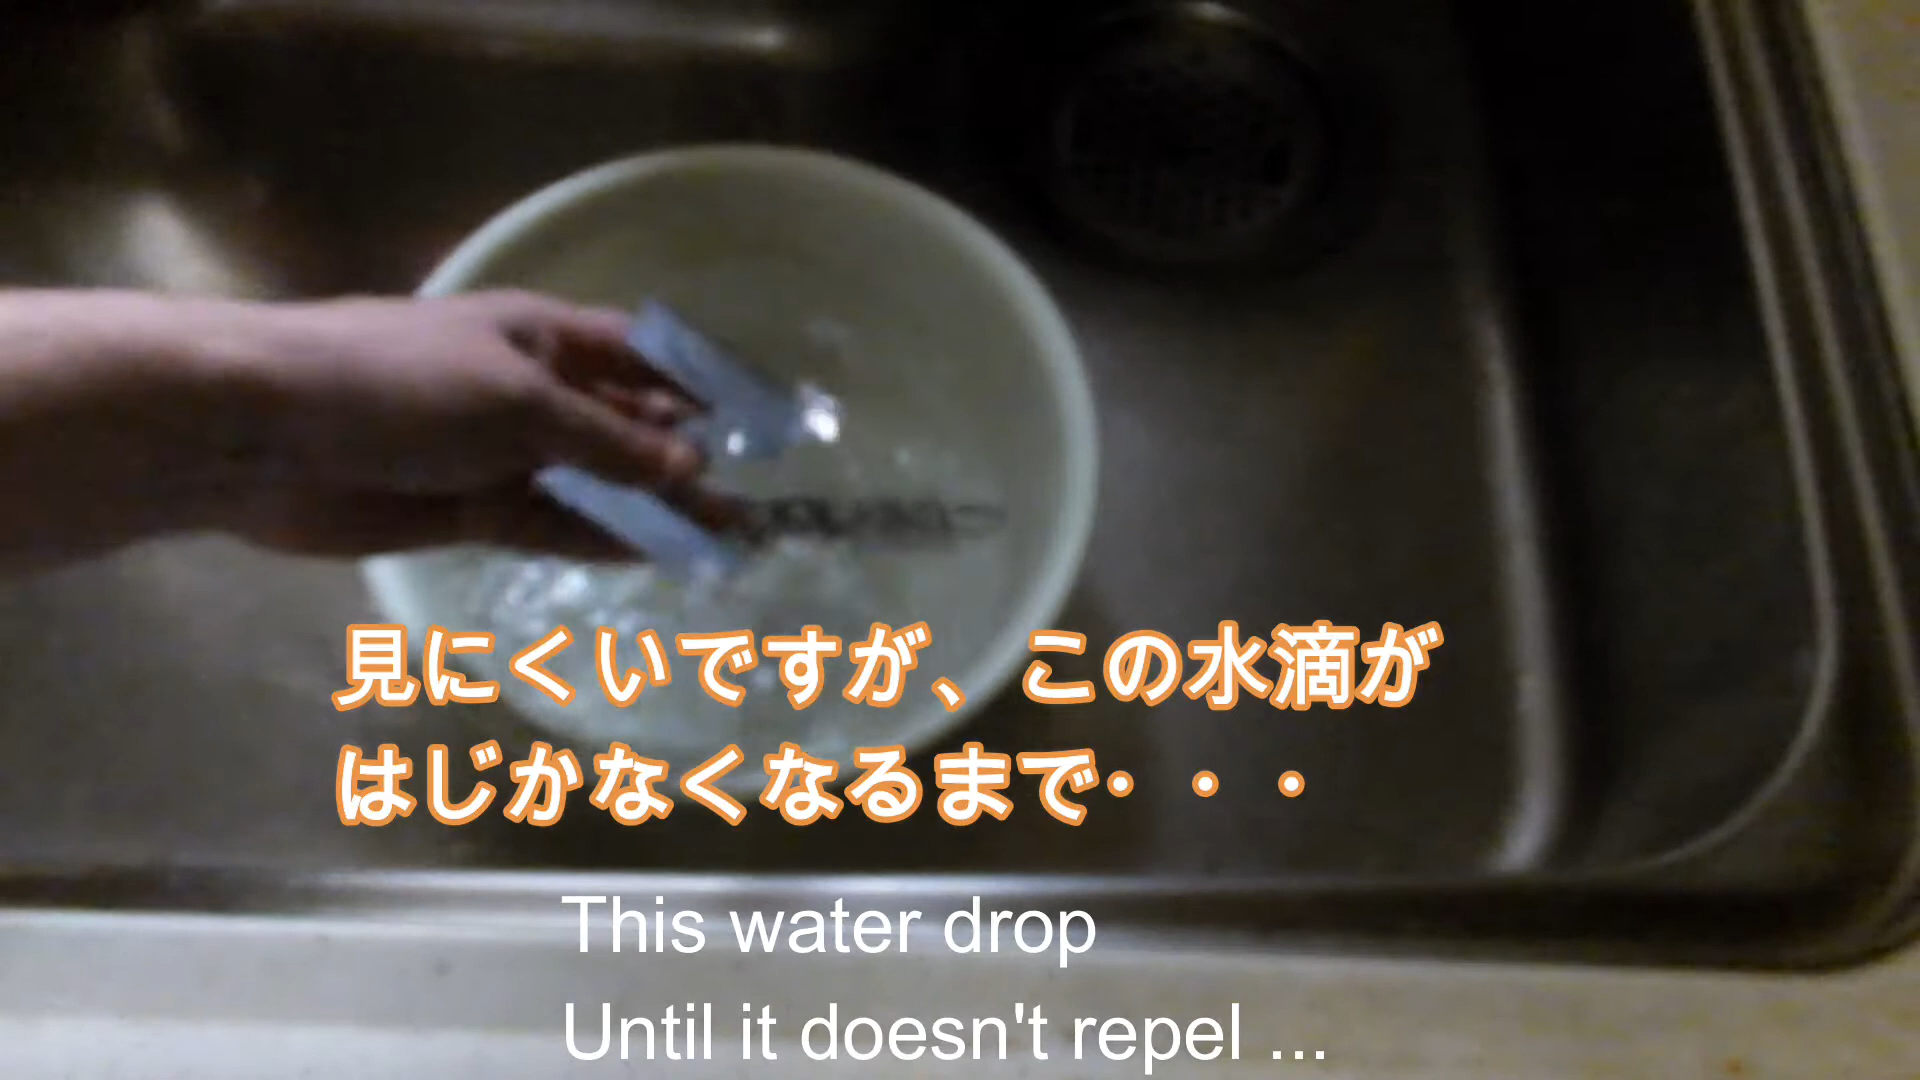 見にくいですが、この水滴が
はじかなくなるまで・・・
This water drop
Until it doesn't repel ...